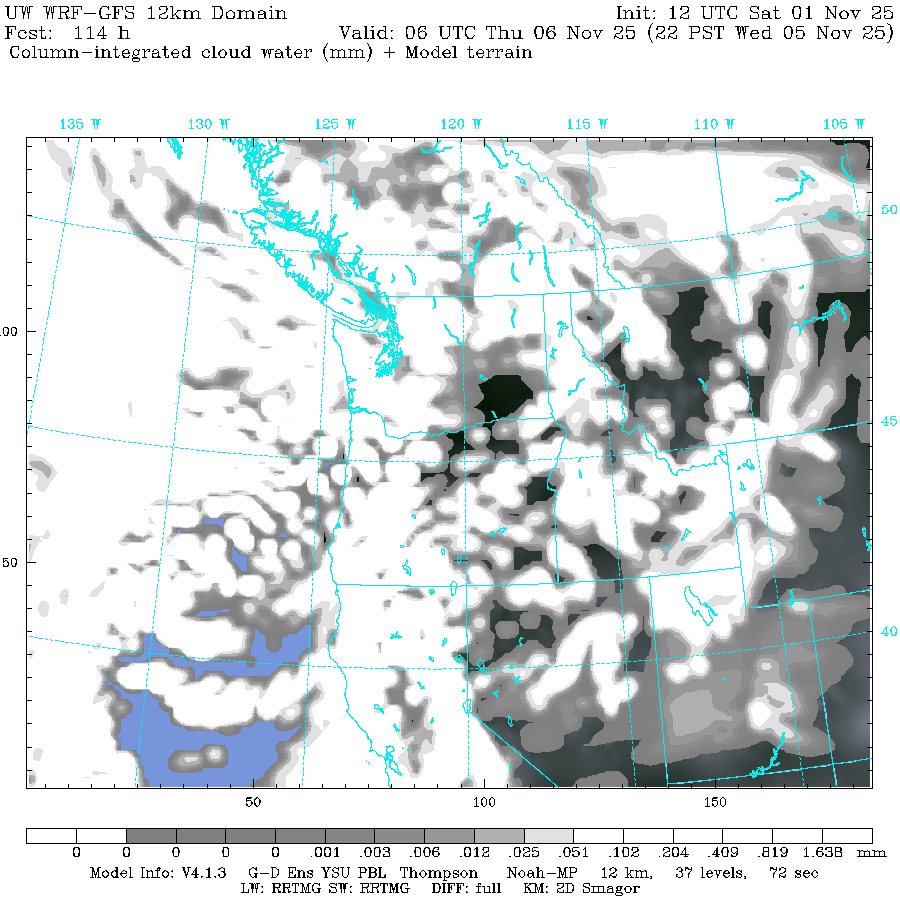 UW WRF-GFS 12km Domain Init: 12 UTC Sat 01 Nov 25
Fcst: 114 h Valid: 06 UTC Thu 06 Nov 25 (22 PST Wed 05 Nov 25)
Column-integrated cloud water (mm) + Model terrain
135 W 130 W 125 W 120 W 115 W 110 W 105 W
50
00
45
50
40
50 100 150
0 0 0 0 .001 .003 .006 .012 .025 .051 .102 .204 .409 .819 1.638 mm
Model Info: V4.1.3 G-D Ens YSU PBL Thompson Noah-MP 12 km, 37 levels, 72 sec
LW: RRTMG SW: RRTMG DIFF: full KM: 2D Smagor